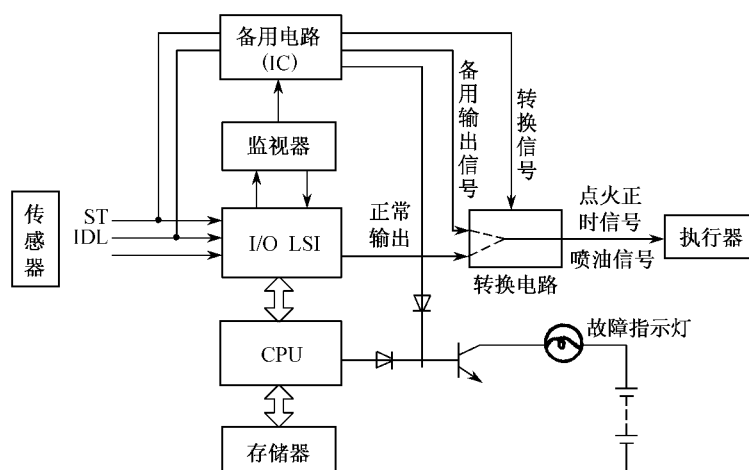 备用电路
(IC)
监视器
传感器
ST
IDL
I/O LSI
正常
输出
备用输出信号
转换信号
点火正
时信号
喷油信号
执行器
转换电路
CPU
故障指示灯
存储器